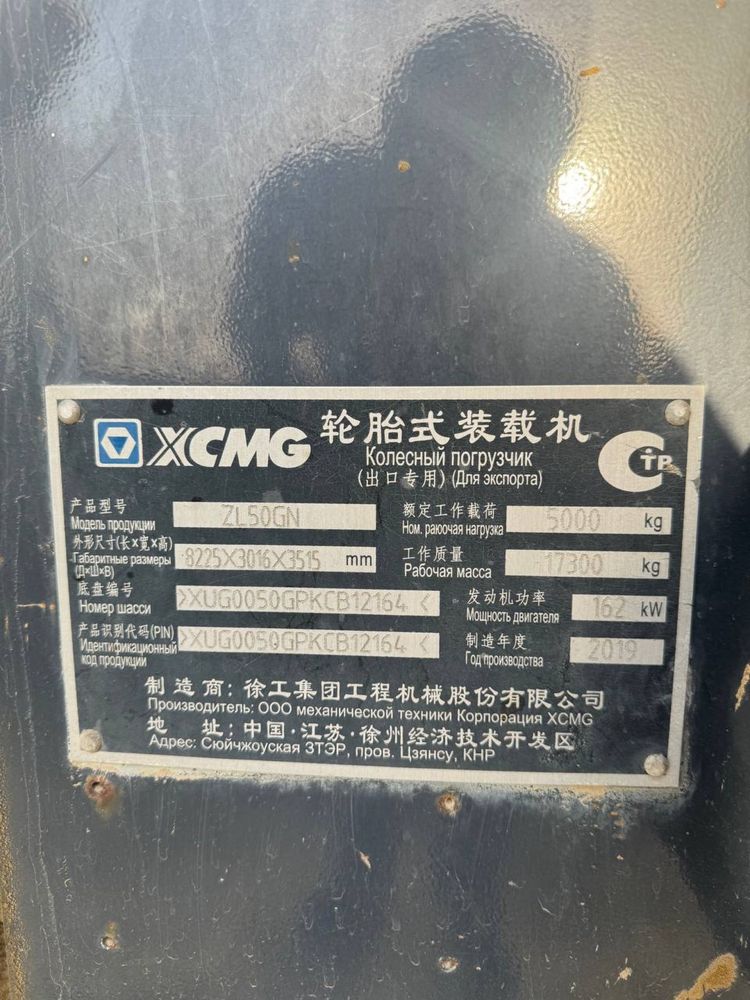 XCMG 轮胎式装载机
Колесный погрузчик
(出口专用) (Для экспорта)
СТР
产品型号 ZL50GN 额定工作载荷 5000 kg
Модель продукции Ном. раюочая нагрузка
外形尺寸(长×宽×高) 8225X3016X3515 mm 工作质量 17300 kg
Габаритные размеры Рабочая масса
(Д×Ш×В)
底盘编号 >XUG0050GPKCB12164< 发动机功率 162 kW
Номер шасси Мощность двигателя
产品识别代码(PIN) >XUG0050GPKCB12164< 制造年度 2019
Идентификационный Год производства
код продукции
制造商: 徐工集团工程机械股份有限公司
Производитель: ООО механической техники Корпорация XCMG
地 址: 中国·江苏·徐州经济技术开发区
Адрес: Сюйчжоуская ЗТЭР, пров. Цзянсу, КНР